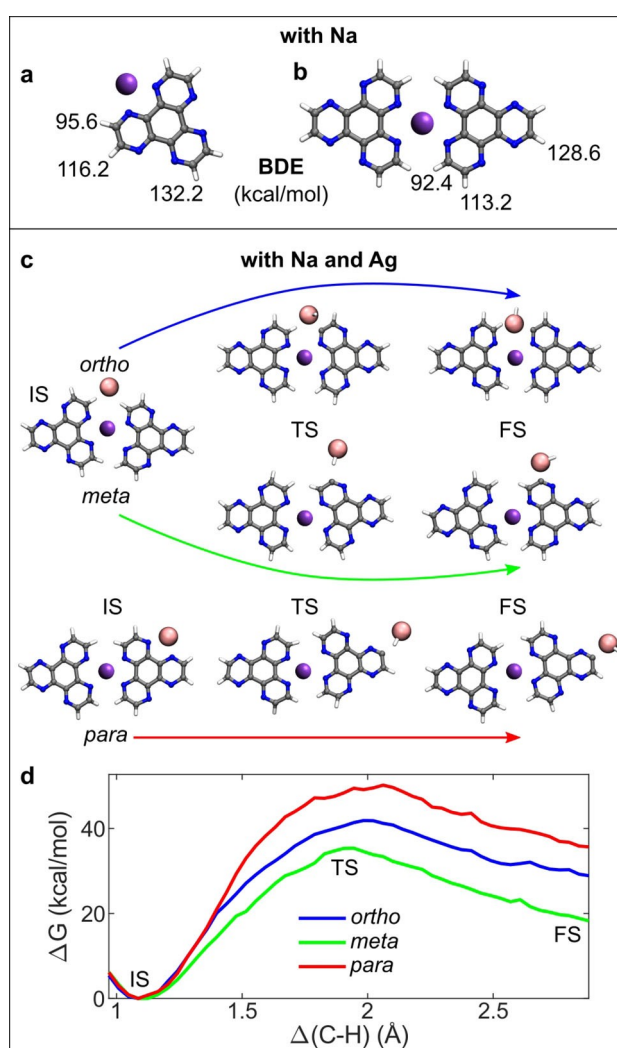 with Na
a
b
95.6
116.2
132.2
BDE
(kcal/mol)
92.4
113.2
128.6
c
with Na and Ag
ortho
IS
TS
FS
meta
IS
TS
FS
para
d
ΔG (kcal/mol)
40
20
0
IS
TS
FS
ortho
meta
para
1
1.5
2
2.5
Δ(C-H) (Å)